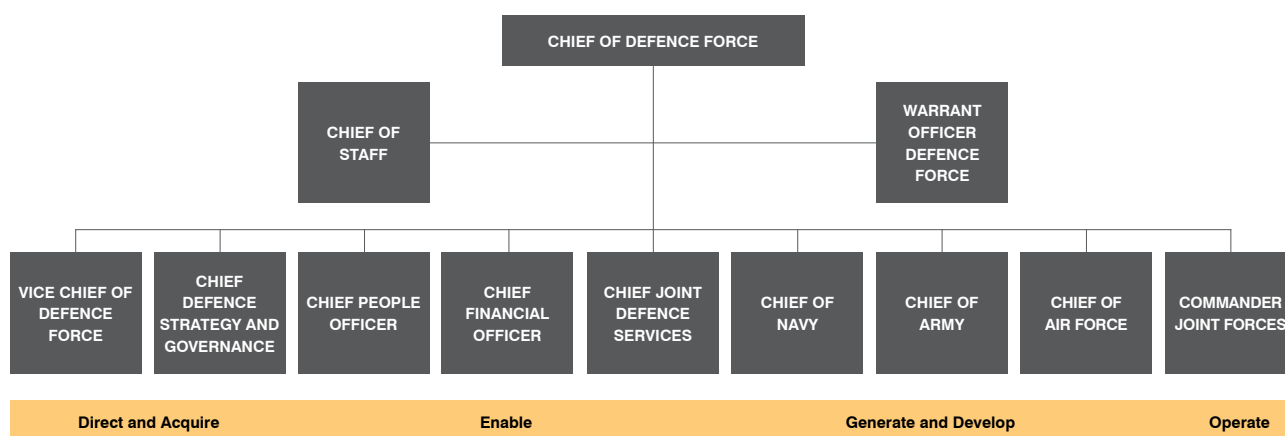 CHIEF OF DEFENCE FORCE
CHIEF OF
STAFF
WARRANT
OFFICER
DEFENCE
FORCE
VICE CHIEF OF
DEFENCE
FORCE
CHIEF
DEFENCE
STRATEGY AND
GOVERNANCE
CHIEF PEOPLE
OFFICER
CHIEF
FINANCIAL
OFFICER
CHIEF JOINT
DEFENCE
SERVICES
CHIEF OF
NAVY
CHIEF OF
ARMY
CHIEF OF
AIR FORCE
COMMANDER
JOINT FORCES
Direct and Acquire
Enable
Generate and Develop
Operate